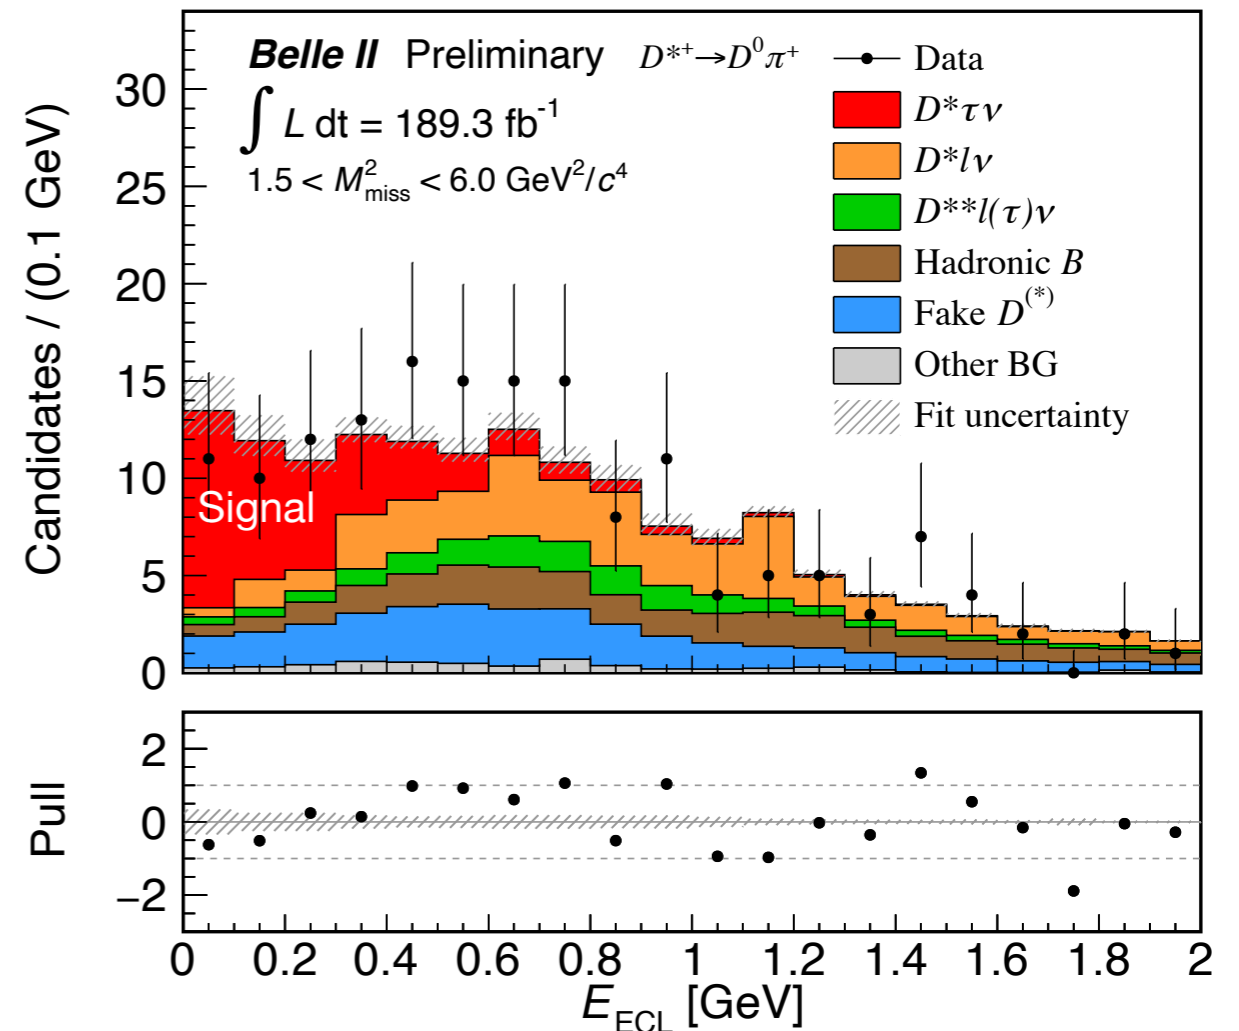 Belle II Preliminary D*⁺→D⁰π⁺
∫ L dt = 189.3 fb⁻¹
1.5 < M²miss < 6.0 GeV²/c⁴
Data
D*τν
D*lν
D**l(τ)ν
Hadronic B
Fake D⁽*⁾
Other BG
Fit uncertainty
Signal
Candidates / (0.1 GeV)
30
25
20
15
10
5
0
Pull
2
0
−2
0 0.2 0.4 0.6 0.8 1 1.2 1.4 1.6 1.8 2
E_ECL [GeV]